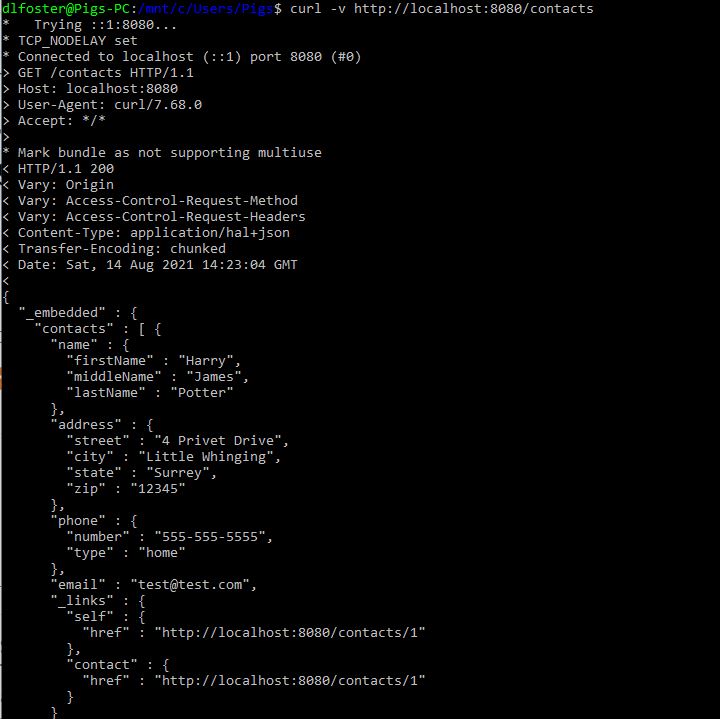 dlfoster@Pigs-PC:/mnt/c/Users/Pigs$ curl -v http://localhost:8080/contacts
*   Trying ::1:8080...
* TCP_NODELAY set
* Connected to localhost (::1) port 8080 (#0)
> GET /contacts HTTP/1.1
> Host: localhost:8080
> User-Agent: curl/7.68.0
> Accept: */*
>
* Mark bundle as not supporting multiuse
< HTTP/1.1 200
< Vary: Origin
< Vary: Access-Control-Request-Method
< Vary: Access-Control-Request-Headers
< Content-Type: application/hal+json
< Transfer-Encoding: chunked
< Date: Sat, 14 Aug 2021 14:23:04 GMT
<
{
  "_embedded" : {
    "contacts" : [ {
      "name" : {
        "firstName" : "Harry",
        "middleName" : "James",
        "lastName" : "Potter"
      },
      "address" : {
        "street" : "4 Privet Drive",
        "city" : "Little Whinging",
        "state" : "Surrey",
        "zip" : "12345"
      },
      "phone" : {
        "number" : "555-555-5555",
        "type" : "home"
      },
      "email" : "test@test.com",
      "_links" : {
        "self" : {
          "href" : "http://localhost:8080/contacts/1"
        },
        "contact" : {
          "href" : "http://localhost:8080/contacts/1"
        }
      }